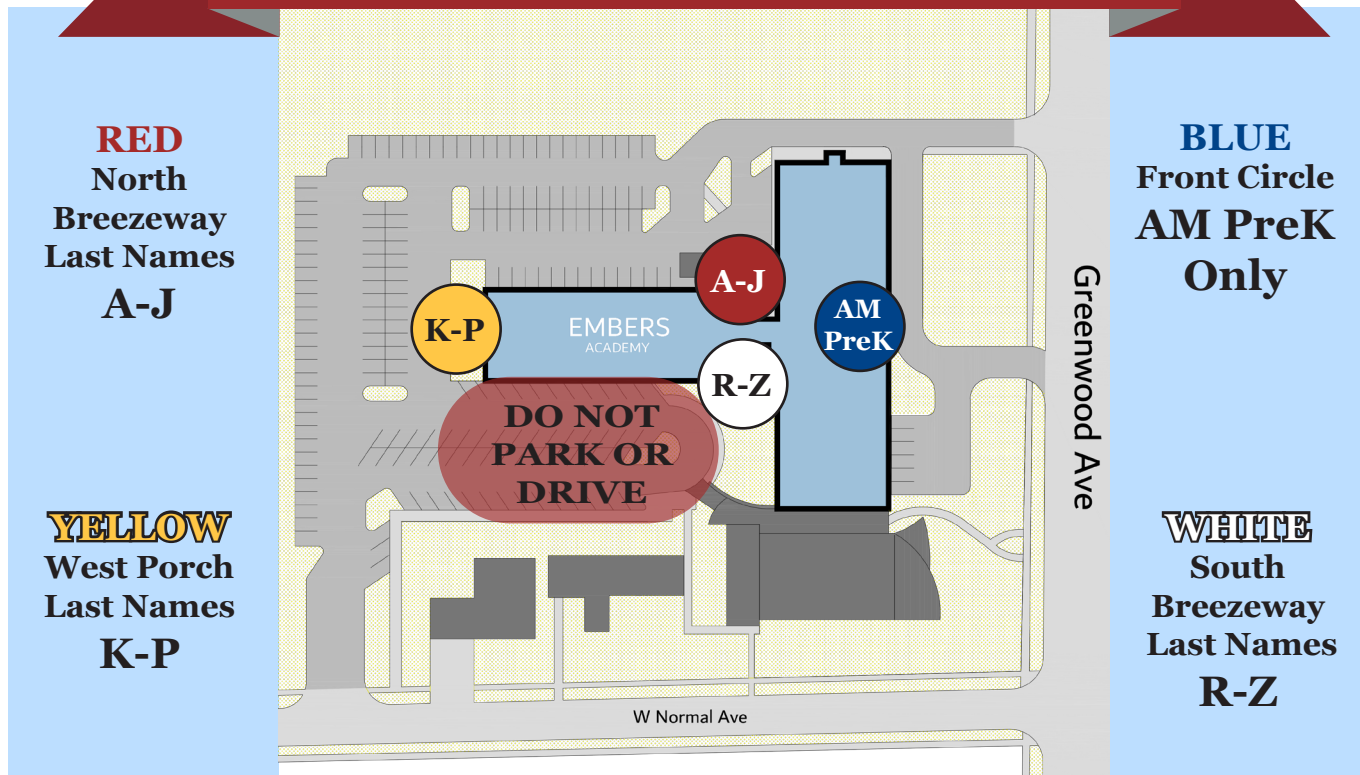 RED
North
Breezeway
Last Names
A-J
YELLOW
West Porch
Last Names
K-P
A-J
K-P
EMBERS
ACADEMY
AM
PreK
R-Z
DO NOT
PARK OR
DRIVE
Greenwood Ave
W Normal Ave
BLUE
Front Circle
AM PreK
Only
WHITE
South
Breezeway
Last Names
R-Z